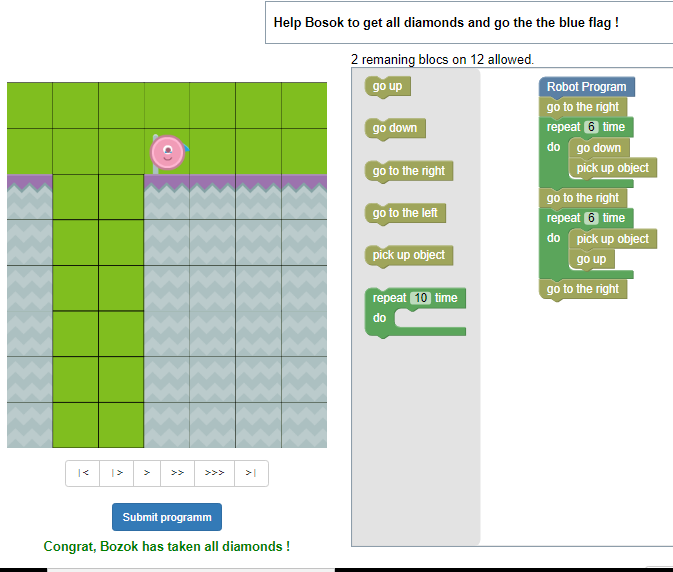 Help Bosok to get all diamonds and go the the blue flag !
2 remaning blocs on 12 allowed.
go up
go down
go to the right
go to the left
pick up object
repeat 10 time
do
Robot Program
go to the right
repeat 6 time
do go down
pick up object
go to the right
repeat 6 time
do pick up object
go up
go to the right
|< |> > >> >>> >|
Submit programm
Congrat, Bozok has taken all diamonds !